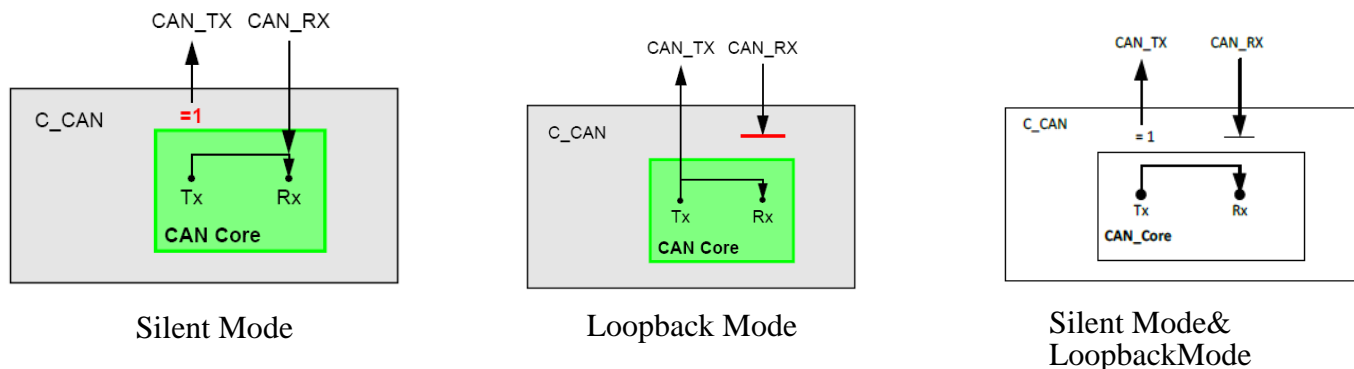 CAN_TX CAN_RX
C_CAN
=1
Tx Rx
CAN Core
Silent Mode
CAN_TX CAN_RX
C_CAN
Tx Rx
CAN Core
Loopback Mode
CAN_TX CAN_RX
C_CAN
= 1
Tx Rx
CAN_Core
Silent Mode&
LoopbackMode